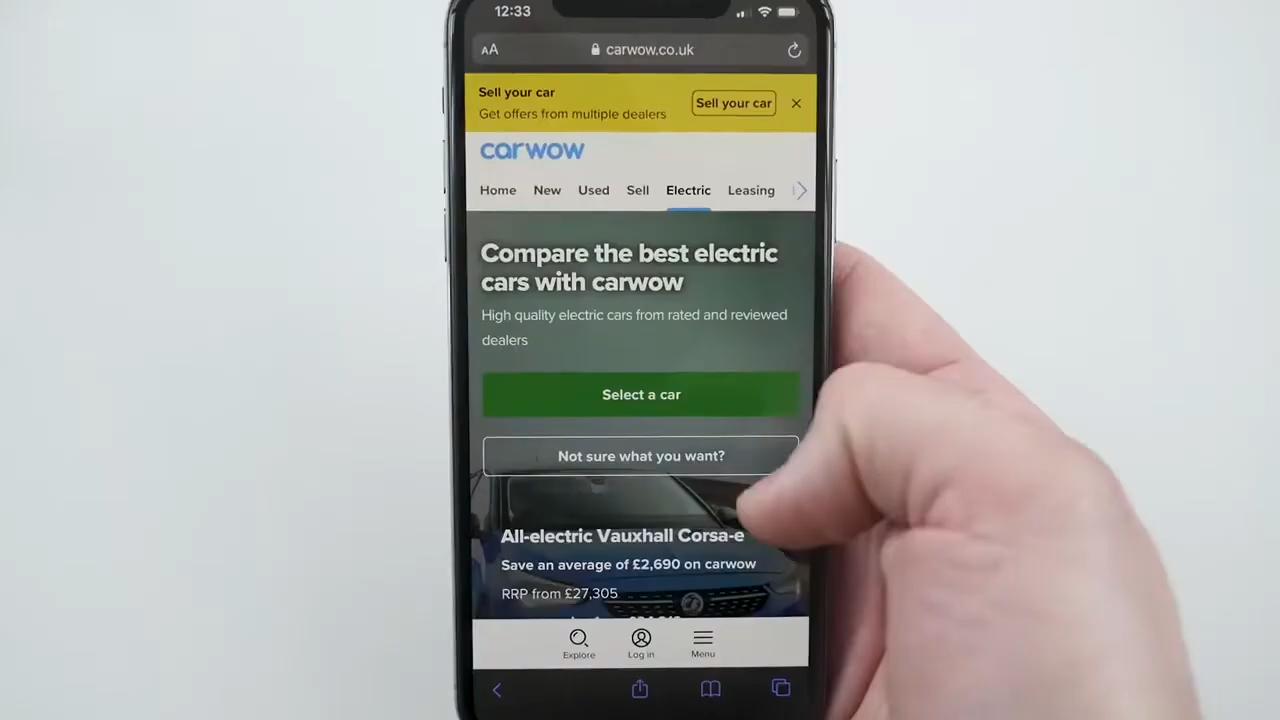 12:33
AA
carwow.co.uk
Sell your car
Get offers from multiple dealers
Sell your car
carwow
Home New Used Sell Electric Leasing
Compare the best electric
cars with carwow
High quality electric cars from rated and reviewed
dealers
Select a car
Not sure what you want?
All-electric Vauxhall Corsa-e
Save an average of £2,690 on carwow
RRP from £27,305
Explore Log in Menu